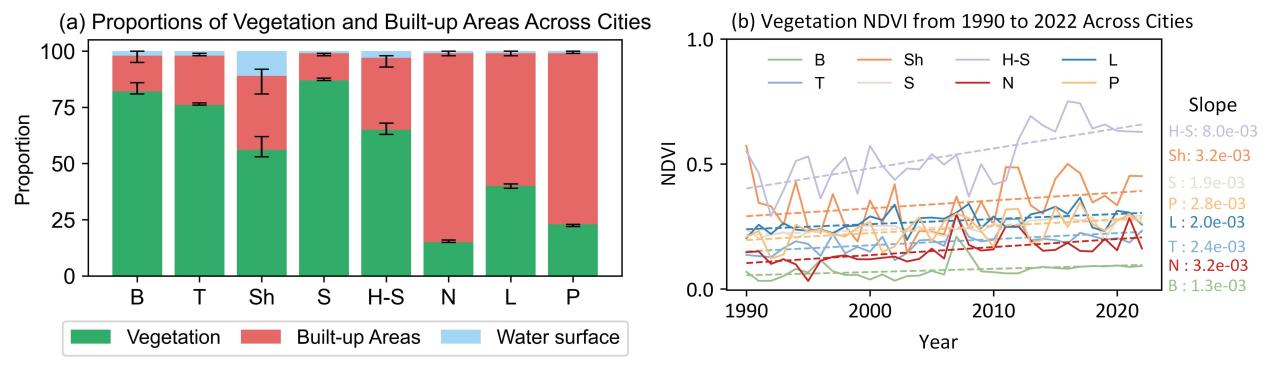 (a) Proportions of Vegetation and Built-up Areas Across Cities
Proportion
100
75
50
25
0
B T Sh S H-S N L P
Vegetation Built-up Areas Water surface
(b) Vegetation NDVI from 1990 to 2022 Across Cities
NDVI
1.0
0.5
0.0
B Sh H-S L
T S N P
1990 2000 2010 2020
Year
Slope
H-S: 8.0e-03
Sh: 3.2e-03
S : 1.9e-03
P : 2.8e-03
L : 2.0e-03
T : 2.4e-03
N : 3.2e-03
B : 1.3e-03